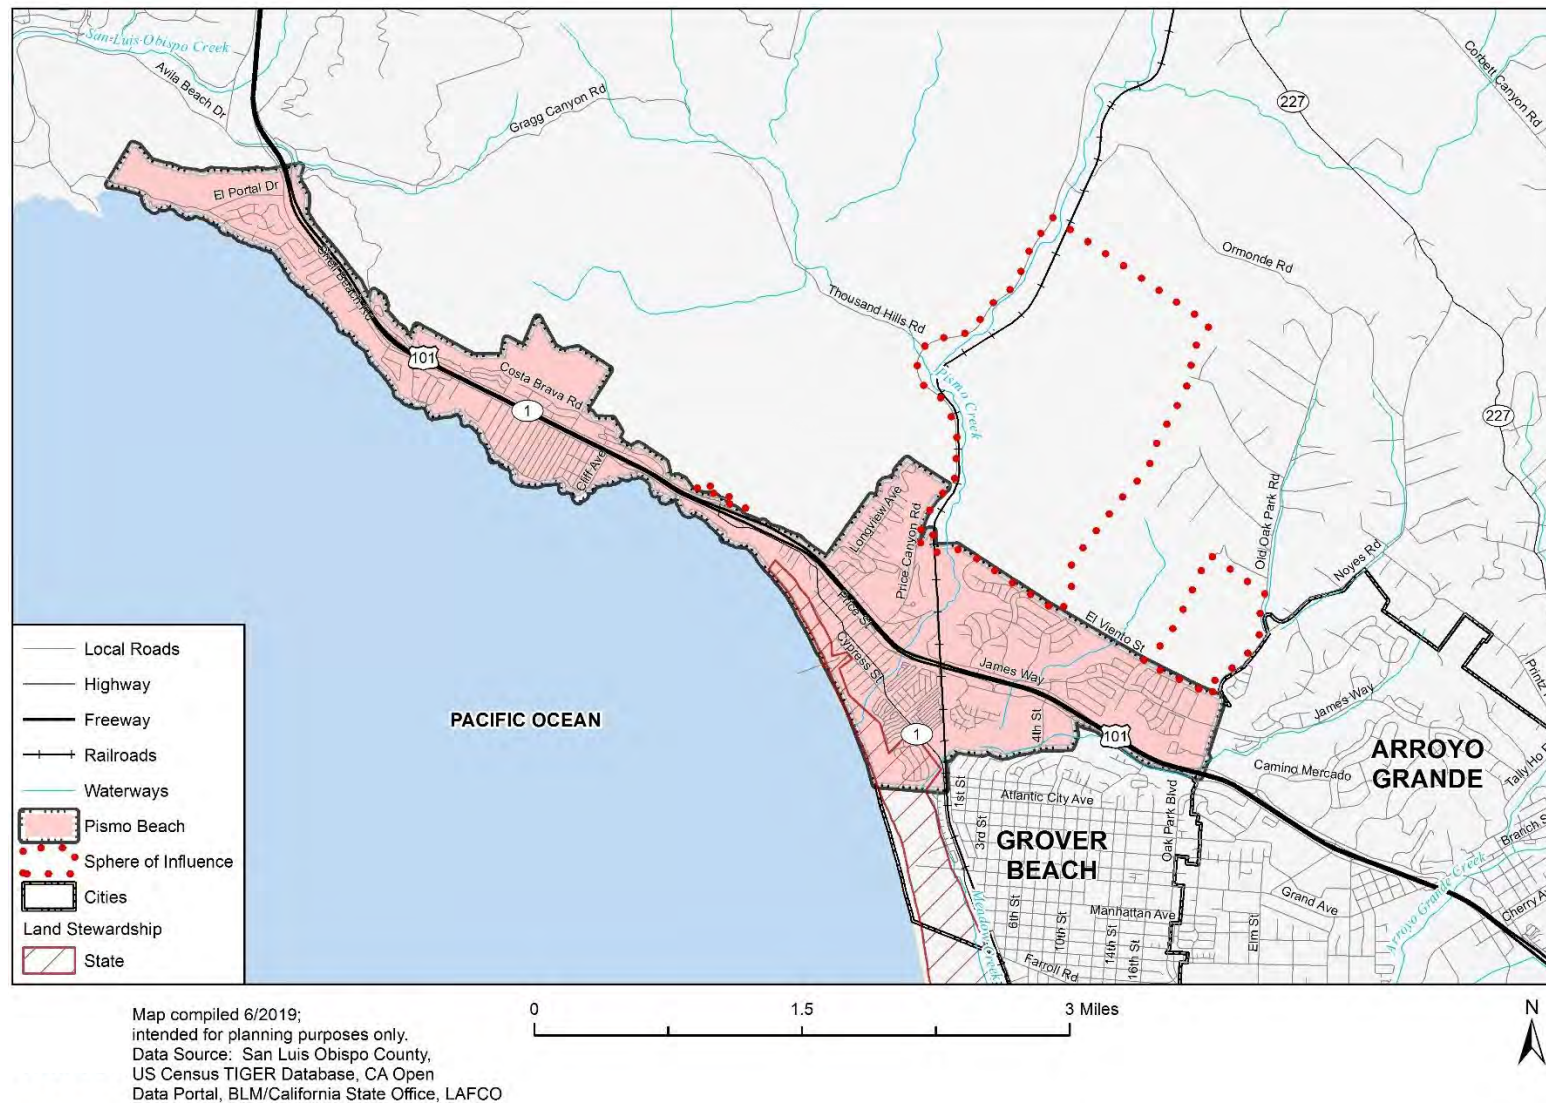 San Luis Obispo Creek
Avila Beach Dr
Gragg Canyon Rd
Corbett Canyon Rd
227
El Portal Dr
Shell Beach Rd
Ormonde Rd
Thousand Hills Rd
101
Costa Brava Rd
Pismo Creek
1
227
Cliff Ave
Longview Ave
Price Canyon Rd
Old Oak Park Rd
Noyes Rd
Price St
El Viento St
Cypress St
James Way
James Way
4th St
1
101
PACIFIC OCEAN
ARROYO
GRANDE
Camino Mercado
1st St
Atlantic City Ave
Oak Park Blvd
3rd St
GROVER
BEACH
Branch S
Arroyo Grande Creek
Grand Ave
Cherry A
Meadow Creek
6th St
10th St
Manhattan Ave
14th St
16th St
Elm St
Farroll Rd
Local Roads
Highway
Freeway
Railroads
Waterways
Pismo Beach
Sphere of Influence
Cities
Land Stewardship
State
Map compiled 6/2019;
intended for planning purposes only.
Data Source: San Luis Obispo County,
US Census TIGER Database, CA Open
Data Portal, BLM/California State Office, LAFCO
0
1.5
3 Miles
N